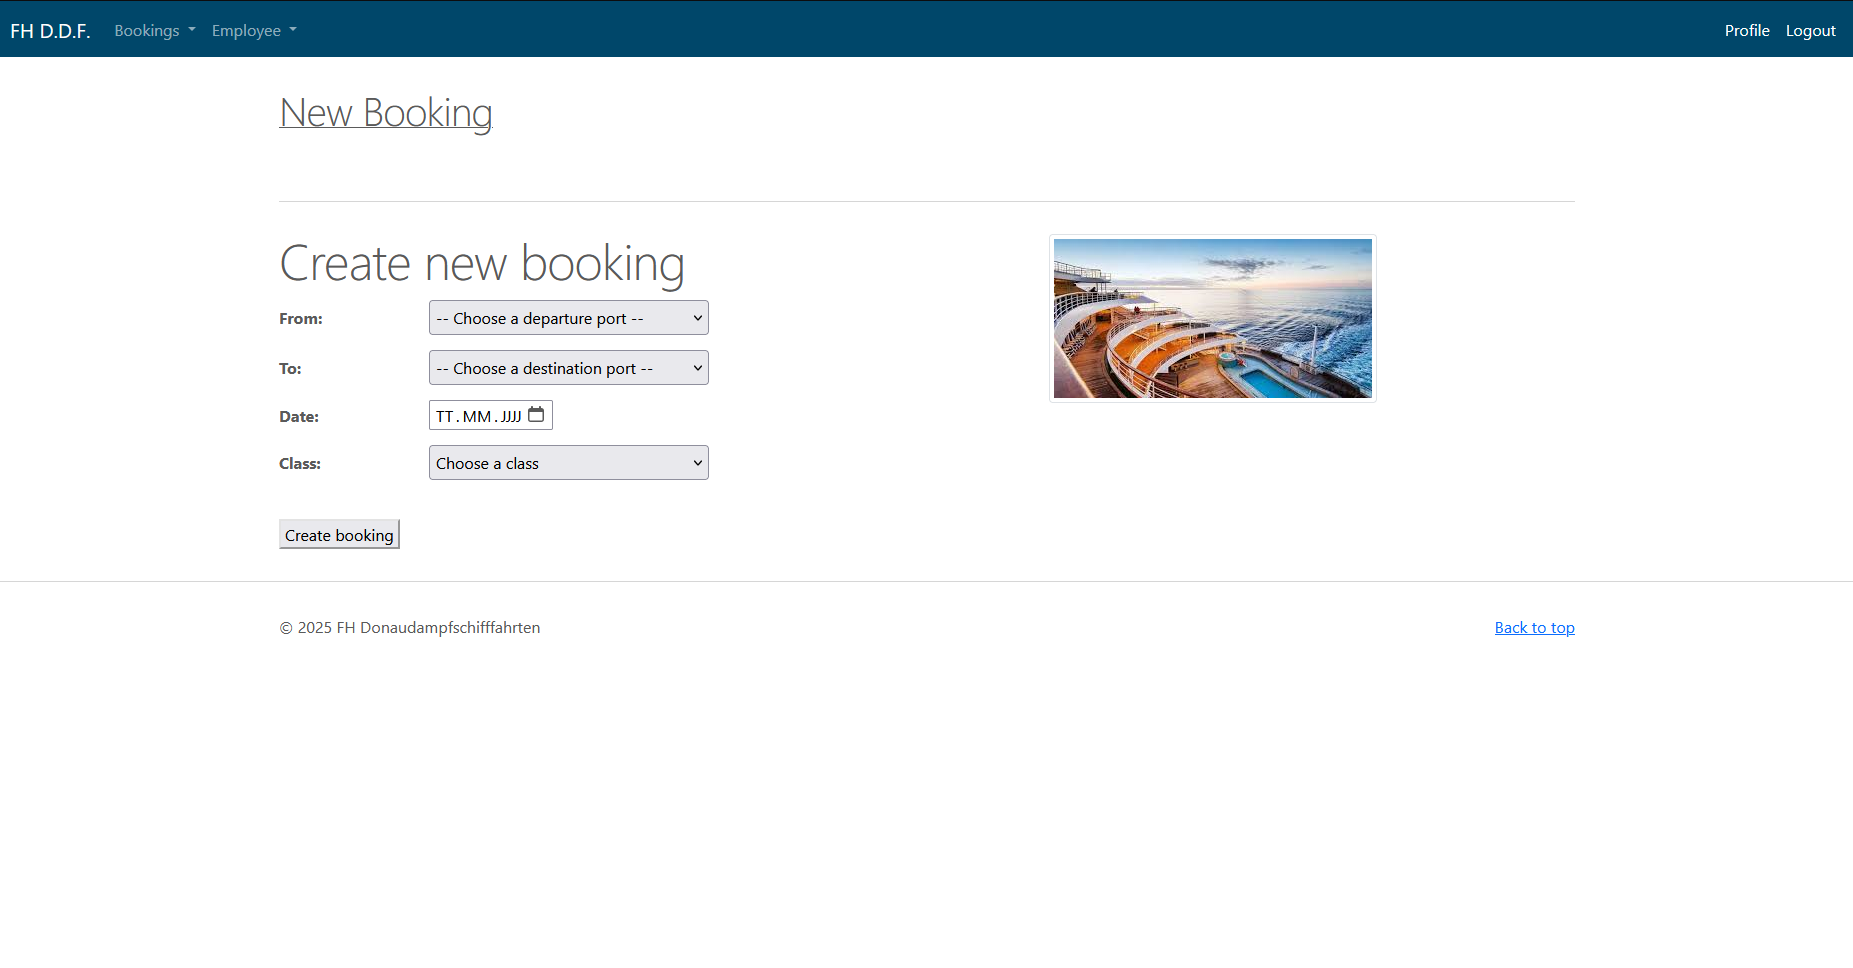 FH D.D.F. Bookings Employee Profile Logout
New Booking
Create new booking
From: -- Choose a departure port --
To: -- Choose a destination port --
Date: TT.MM.JJJJ
Class: Choose a class
Create booking
© 2025 FH Donaudampfschifffahrten Back to top